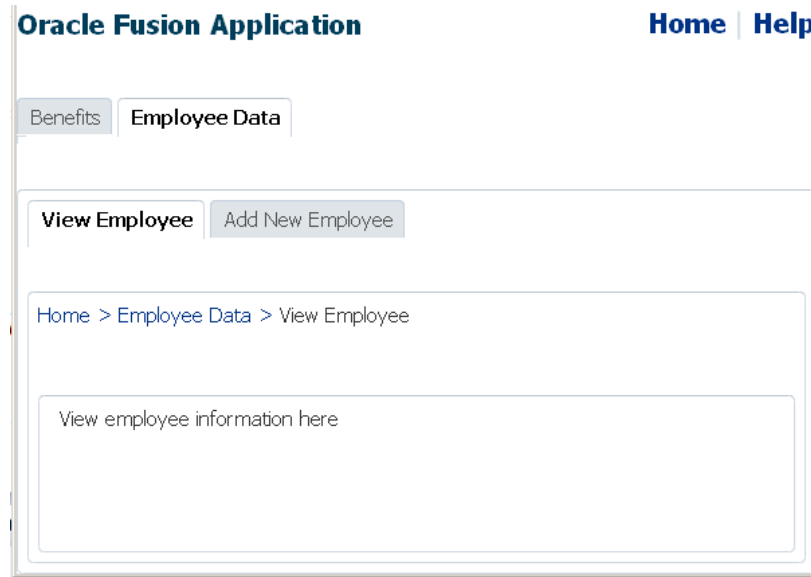 Oracle Fusion Application Home | Help
Benefits Employee Data
View Employee Add New Employee
Home > Employee Data > View Employee
View employee information here